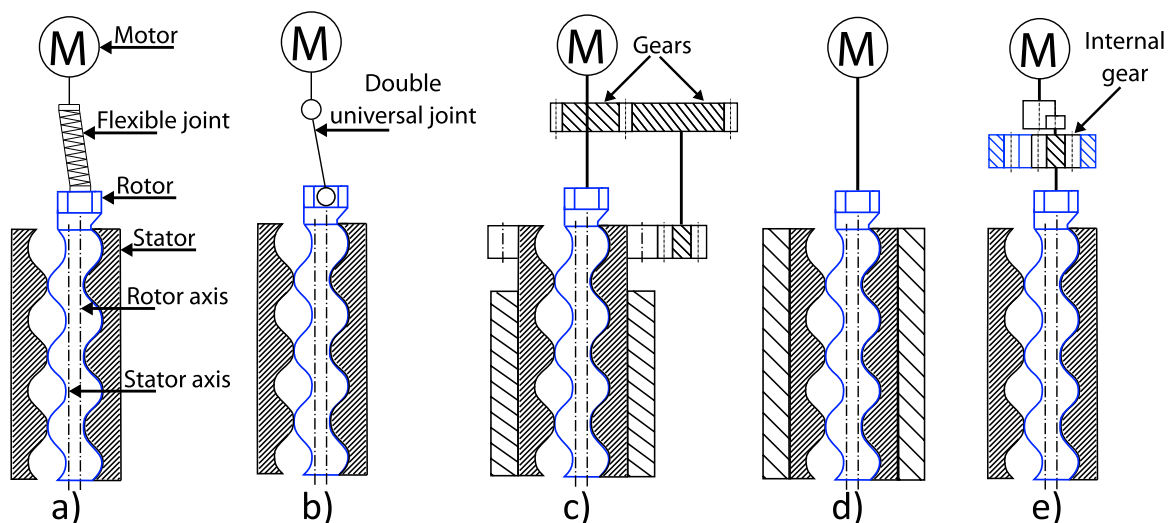 M
Motor
Flexible joint
Rotor
Stator
Rotor axis
Stator axis
a)
M
Double
universal joint
b)
M
Gears
c)
M
d)
M
Internal
gear
e)